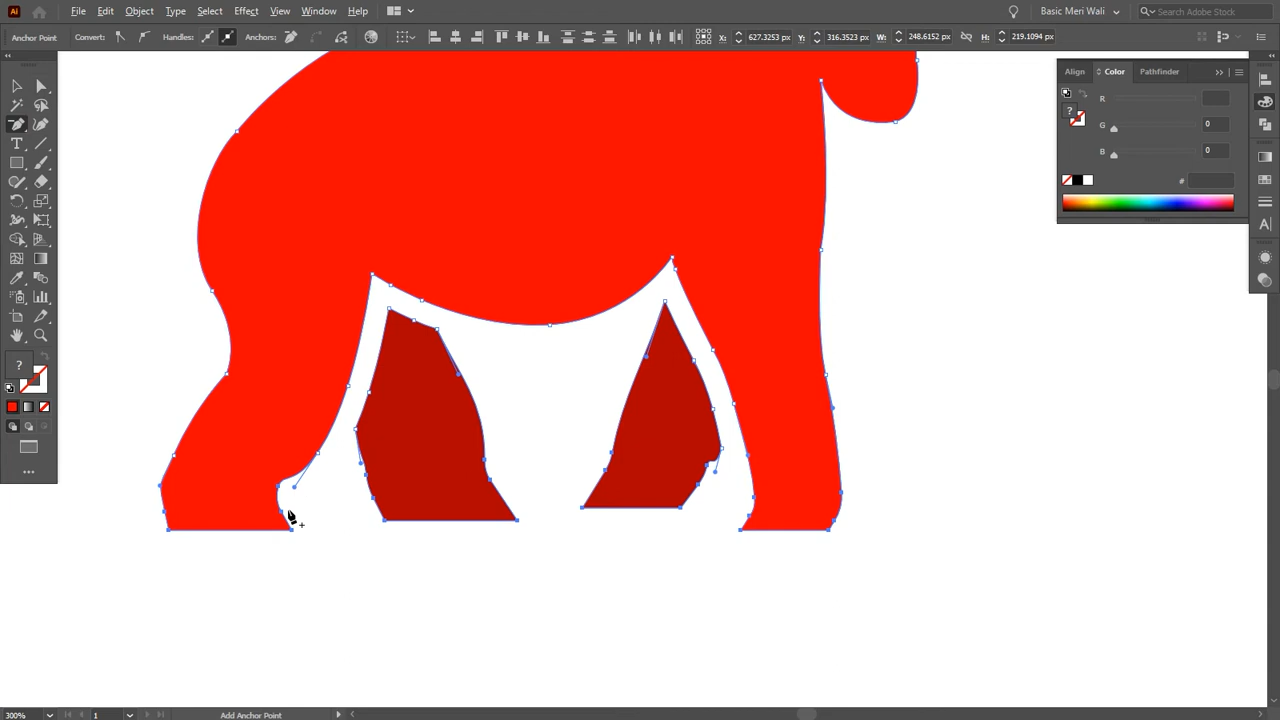 Ai File Edit Object Type Select Effect View Window Help Basic Meri Wali Search Adobe Stock
Anchor Point Convert: Handles: Anchors: X: 627.3253 px Y: 316.3523 px W: 248.6152 px H: 219.1094 px
Align Color Pathfinder
R
? G 0
B 0
#
T
A
?
300% 1 Add Anchor Point